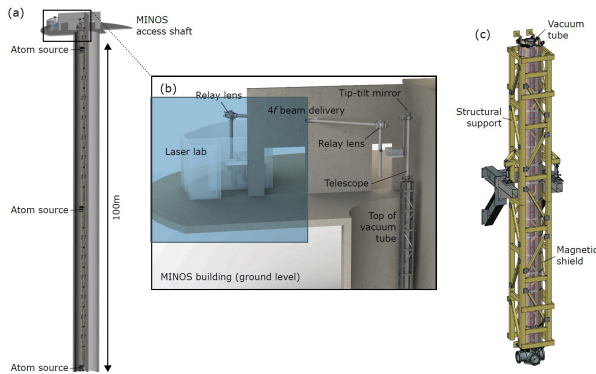 (a)
MINOS
access shaft
Atom source
Atom source
100m
Atom source
(b)
Relay lens
Tip-tilt mirror
4f beam delivery
Laser lab
Relay lens
Telescope
Top of
vacuum
tube
MINOS building (ground level)
(c)
Vacuum
tube
Structural
support
Magnetic
shield